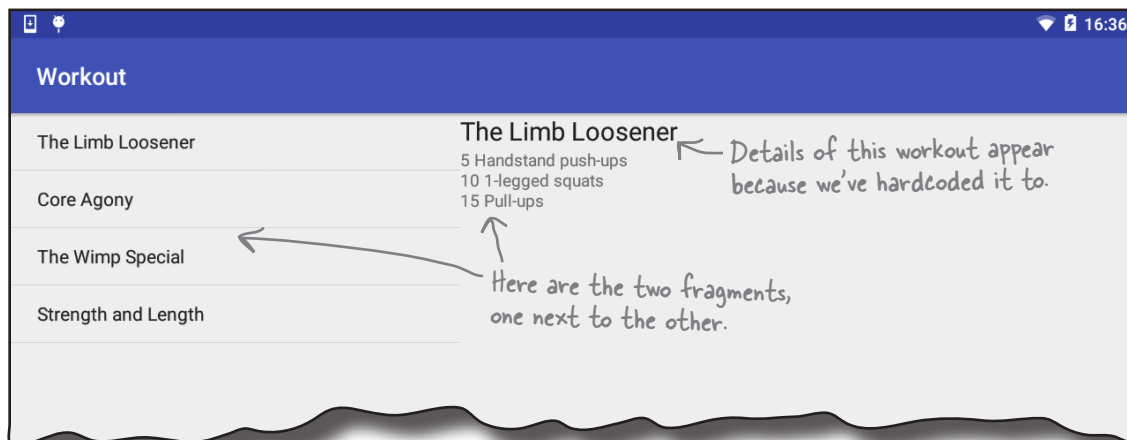 16:36
Workout
The Limb Loosener
Core Agony
The Wimp Special
Strength and Length
The Limb Loosener
5 Handstand push-ups
10 1-legged squats
15 Pull-ups
Details of this workout appear
because we've hardcoded it to.
Here are the two fragments,
one next to the other.